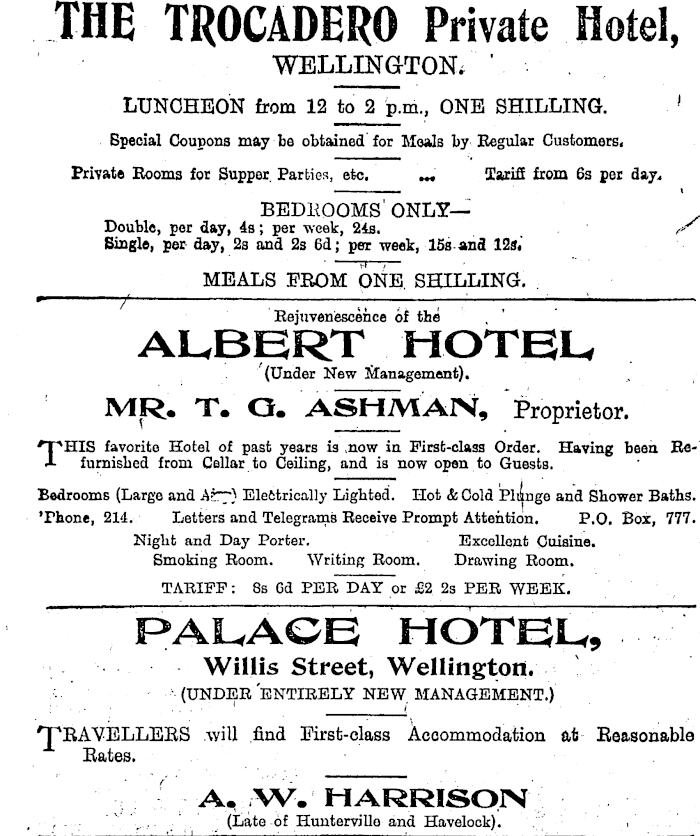 THE TROCADERO Private Hotel,
WELLINGTON.
LUNCHEON from 12 to 2 p.m., ONE SHILLING.
Special Coupons may be obtained for Meals by Regular Customers.
Private Rooms for Supper Parties, etc. ... Tariff from 6s per day.
BEDROOMS ONLY—
Double, per day, 4s; per week, 24s.
Single, per day, 2s and 2s 6d; per week, 15s and 12s.
MEALS FROM ONE SHILLING.
Rejuvenescence of the
ALBERT HOTEL
(Under New Management).
MR. T. G. ASHMAN, Proprietor.
THIS favorite Hotel of past years is now in First-class Order. Having been Re-
furnished from Cellar to Ceiling, and is now open to Guests.
Bedrooms (Large and Electrically Lighted. Hot & Cold Plunge and Shower Baths.
'Phone, 214. Letters and Telegrams Receive Prompt Attention. P.O. Box, 777.
Night and Day Porter. Excellent Cuisine.
Smoking Room. Writing Room. Drawing Room.
TARIFF: 8s 6d PER DAY or £2 2s PER WEEK.
PALACE HOTEL,
Willis Street, Wellington.
(UNDER ENTIRELY NEW MANAGEMENT.)
TRAVELLERS will find First-class Accommodation at Reasonable
Rates.
A. W. HARRISON
(Late of Hunterville and Havelock).